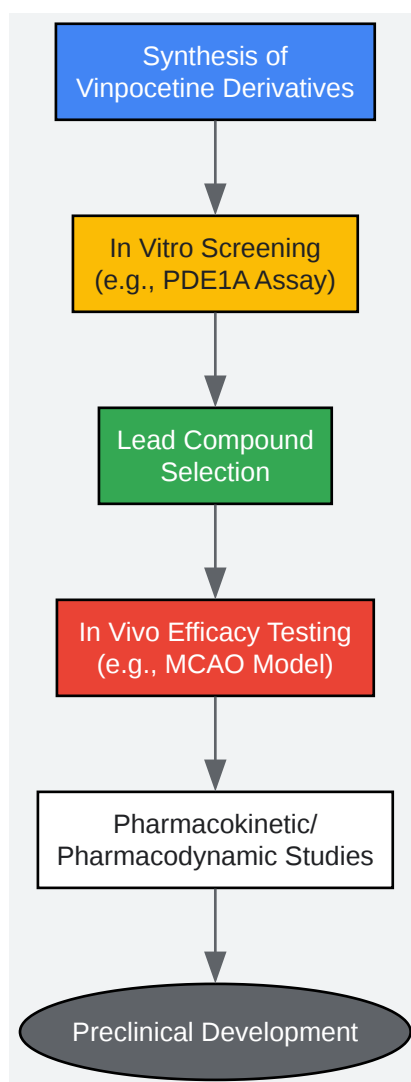 Synthesis of
Vinpocetine Derivatives
In Vitro Screening
(e.g., PDE1A Assay)
Lead Compound
Selection
In Vivo Efficacy Testing
(e.g., MCAO Model)
Pharmacokinetic/
Pharmacodynamic Studies
Preclinical Development